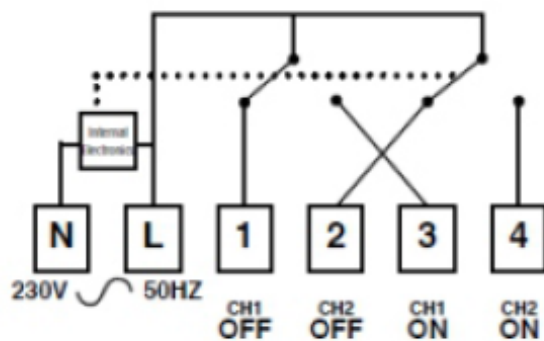 Internal
Electronics
N L 1 2 3 4
230V 50HZ
CH1 CH2 CH1 CH2
OFF OFF ON ON